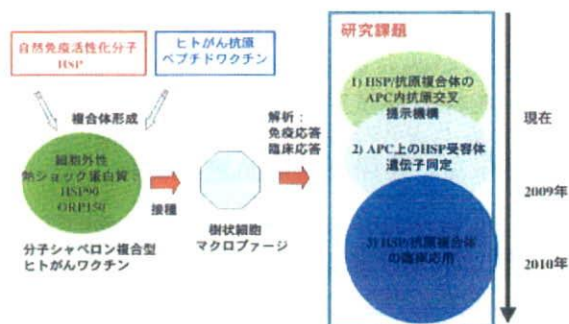 自然免疫活性化分子
HSP
ヒトがん抗原
ペプチドワクチン
複合体形成
細胞外性
熱ショック蛋白質
HSP90
ORP150
分子シャペロン複合型
ヒトがんワクチン
接種
樹状細胞
マクロファージ
解析：
免疫応答
臨床応答
研究課題
1) HSP/抗原複合体の
APC内抗原交叉
提示機構
2) APC上のHSP受容体
遺伝子同定
3) HSP/抗原複合体
の臨床応用
現在
2009年
2010年